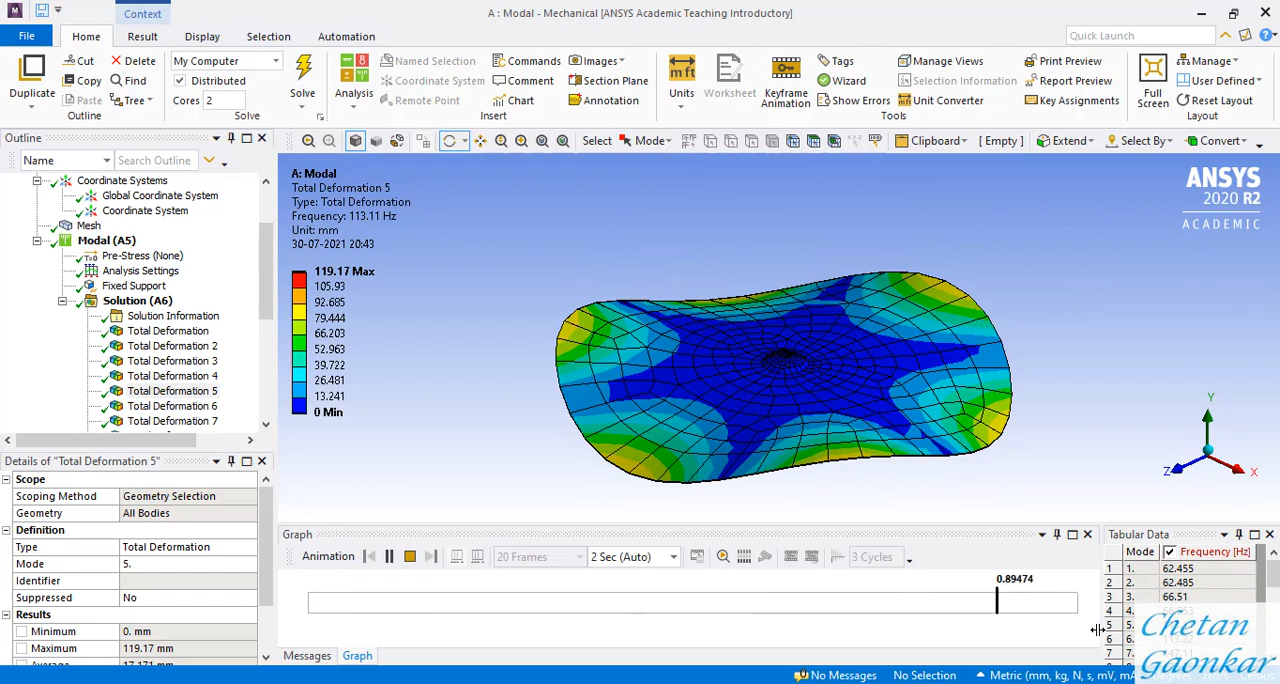 Context
A : Modal - Mechanical [ANSYS Academic Teaching Introductory]
File Home Result Display Selection Automation Quick Launch
Duplicate Cut Delete My Computer Solve Analysis Named Selection Commands Images Units Worksheet Keyframe Animation Tags Manage Views Print Preview Full Screen Manage
Copy Find Distributed Coordinate System Comment Section Plane Wizard Selection Information Report Preview User Defined
Paste Tree Cores 2 Remote Point Chart Annotation Show Errors Unit Converter Key Assignments Reset Layout
Outline Solve Insert Tools Layout
Outline Select Mode Clipboard [ Empty ] Extend Select By Convert
Name Search Outline
Coordinate Systems
Global Coordinate System
Coordinate System
Mesh
Modal (A5)
Pre-Stress (None)
T=0
Analysis Settings
Fixed Support
Solution (A6)
Solution Information
Total Deformation
Total Deformation 2
Total Deformation 3
Total Deformation 4
Total Deformation 5
Total Deformation 6
Total Deformation 7
A: Modal
Total Deformation 5
Type: Total Deformation
Frequency: 113.11 Hz
Unit: mm
30-07-2021 20:43
119.17 Max
105.93
92.685
79.444
66.203
52.963
39.722
26.481
13.241
0 Min
ANSYS
2020 R2
ACADEMIC
Y
Z
X
Details of "Total Deformation 5"
Scope
Scoping Method Geometry Selection
Geometry All Bodies
Definition
Type Total Deformation
Mode 5.
Identifier
Suppressed No
Results
Minimum 0. mm
Maximum 119.17 mm
Graph
Animation 20 Frames 2 Sec (Auto) 3 Cycles
0.89474
Messages Graph
Tabular Data
Mode Frequency [Hz]
1 1. 62.455
2 2. 62.485
3 3. 66.51
4 4.
5 5.
6 6.
7 7.
Chetan
Gaonkar
No Messages No Selection Metric (mm, kg, N, s, mV, mA)